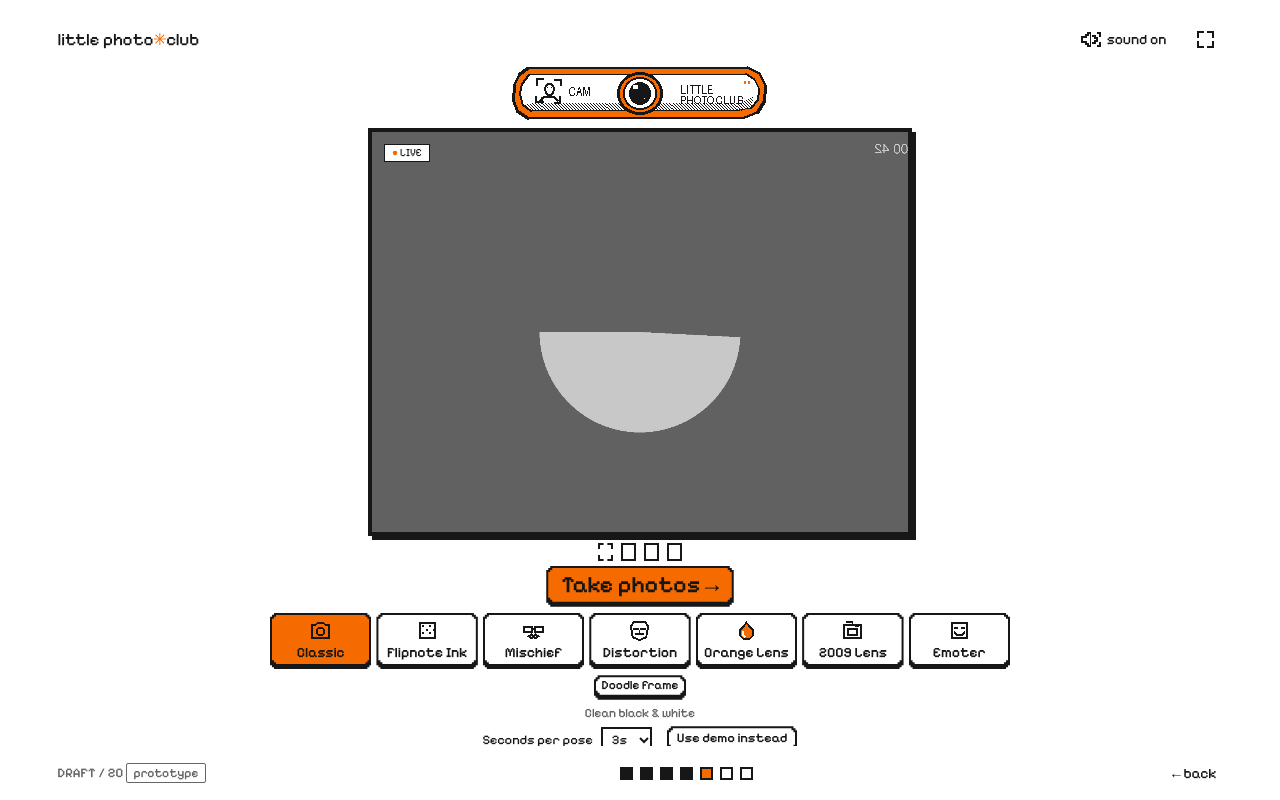 little photo✳club
sound on
CAM
LITTLE
PHOTOCLUB
LIVE
00 42
Take photos →
Classic
Flipnote Ink
Mischief
Distortion
Orange Lens
2009 Lens
Emoter
Doodle frame
Clean black & white
Seconds per pose 3s Use demo instead
DRAFT / 20 prototype
←back